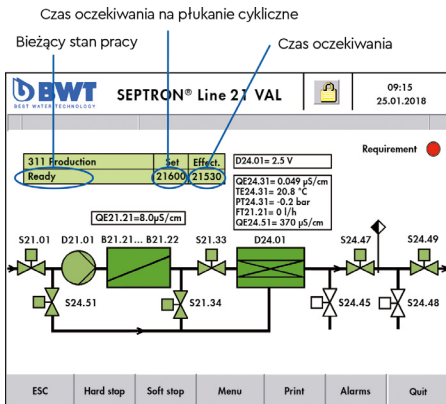 Czas oczekiwania na płukanie cykliczne
Bieżący stan pracy
Czas oczekiwania
BWT
BEST WATER TECHNOLOGY
SEPTRON® Line 21 VAL
09:15
25.01.2018
Requirement
311 Production Set Effect.
Ready 21600 21530
D24.01= 2.5 V
QE24.31= 0.049 µS/cm
TE24.31= 20.8 °C
PT24.31= -0.2 bar
FT21.21= 0 l/h
QE24.51= 370 µS/cm
QE21.21=8.0µS/cm
S21.01 D21.01 B21.21... B21.22 S21.33 D24.01 S24.47 S24.49
S24.51 S21.34 S24.45 S24.48
ESC Hard stop Soft stop Menu Print Alarms Quit